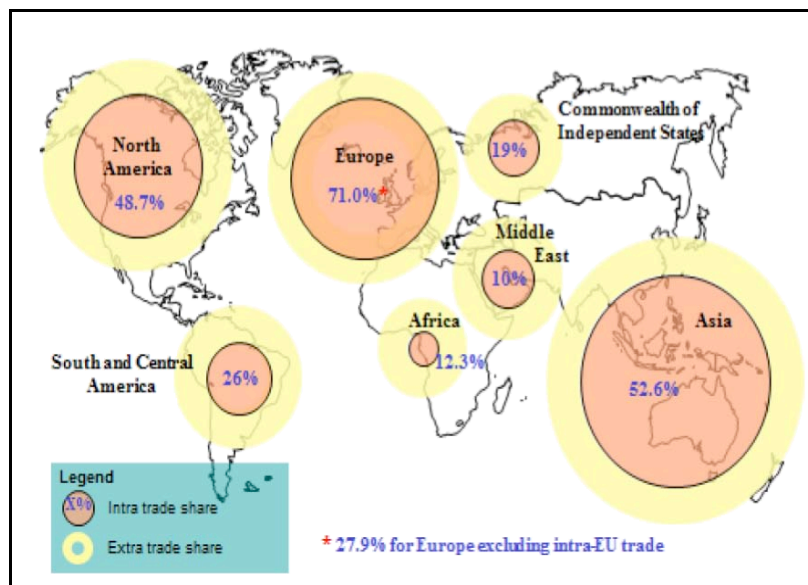 Commonwealth of
Independent States
19%
North
America
48.7%
Europe
71.0%*
Middle
East
10%
Africa
12.3%
Asia
52.6%
South and Central
America
26%
Legend
X%
Intra trade share
Extra trade share
* 27.9% for Europe excluding intra-EU trade